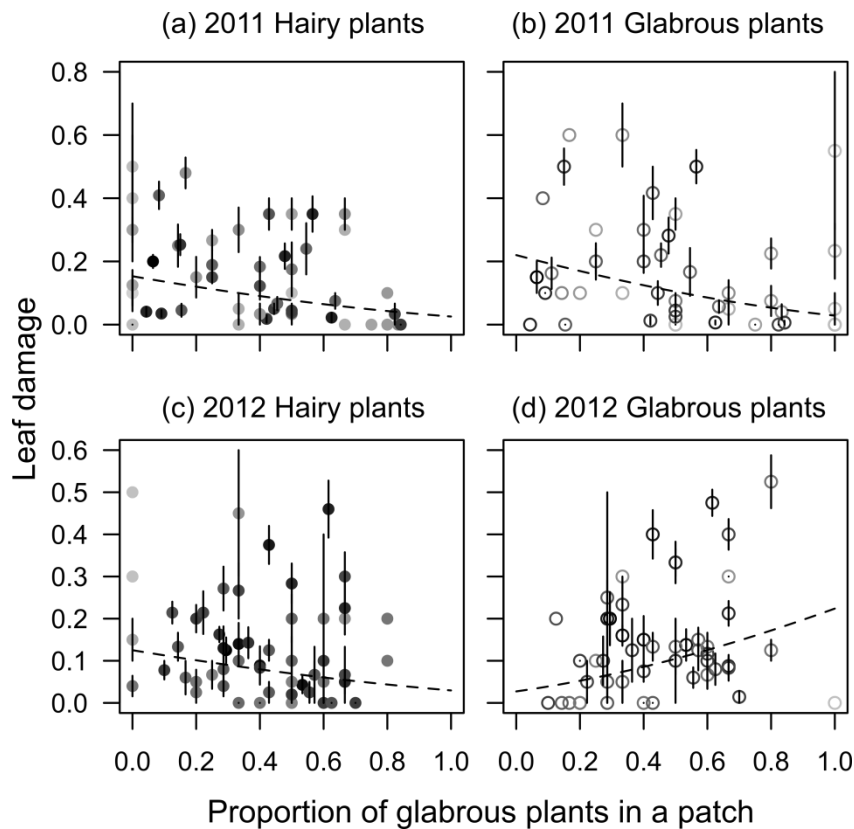 (a) 2011 Hairy plants (b) 2011 Glabrous plants
0.8
0.6
0.4
0.2
0.0
(c) 2012 Hairy plants (d) 2012 Glabrous plants
0.6
0.5
0.4
0.3
0.2
0.1
0.0
Leaf damage
0.0 0.2 0.4 0.6 0.8 1.0 0.0 0.2 0.4 0.6 0.8 1.0
Proportion of glabrous plants in a patch